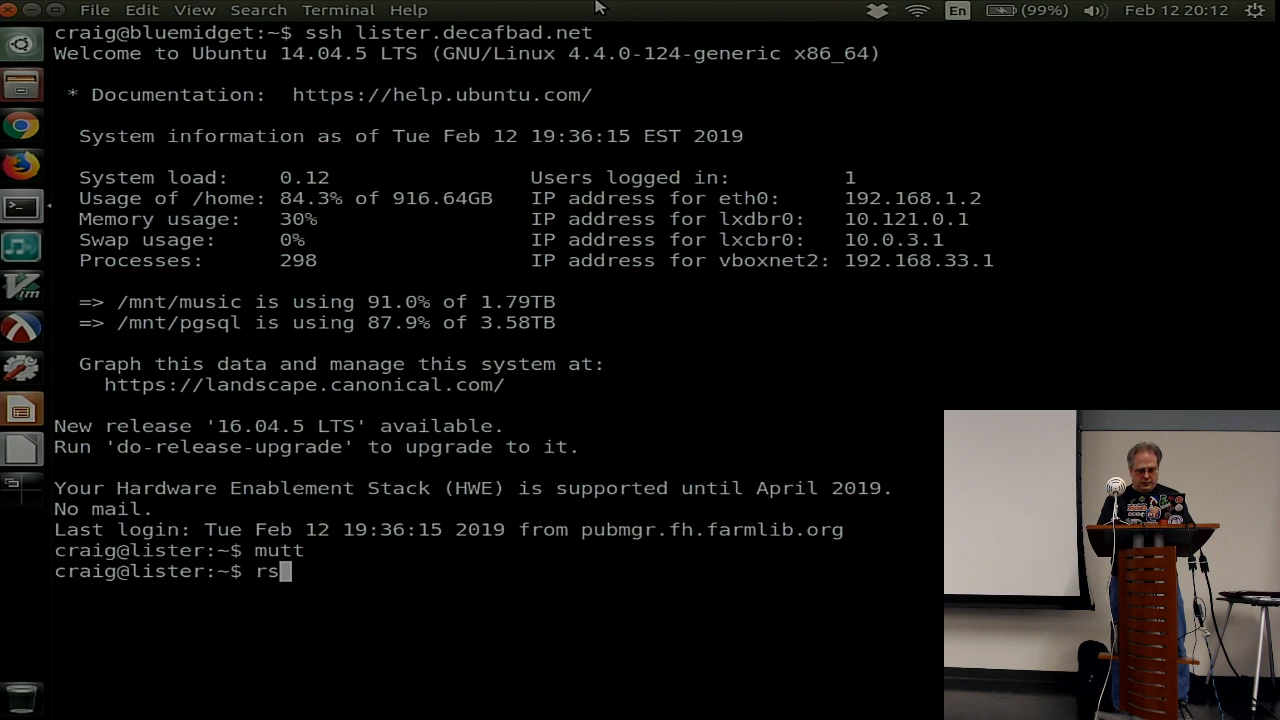 File Edit View Search Terminal Help En (99%) Feb 12 20:12
craig@bluemidget:~$ ssh lister.decafbad.net
Welcome to Ubuntu 14.04.5 LTS (GNU/Linux 4.4.0-124-generic x86_64)
* Documentation: https://help.ubuntu.com/
System information as of Tue Feb 12 19:36:15 EST 2019
System load: 0.12 Users logged in: 1
Usage of /home: 84.3% of 916.64GB IP address for eth0: 192.168.1.2
Memory usage: 30% IP address for lxdbr0: 10.121.0.1
Swap usage: 0% IP address for lxcbr0: 10.0.3.1
Processes: 298 IP address for vboxnet2: 192.168.33.1
=> /mnt/music is using 91.0% of 1.79TB
=> /mnt/pgsql is using 87.9% of 3.58TB
Graph this data and manage this system at:
https://landscape.canonical.com/
New release '16.04.5 LTS' available.
Run 'do-release-upgrade' to upgrade to it.
Your Hardware Enablement Stack (HWE) is supported until April 2019.
No mail.
Last login: Tue Feb 12 19:36:15 2019 from pubmgr.fh.farmlib.org
craig@lister:~$ mutt
craig@lister:~$ rs